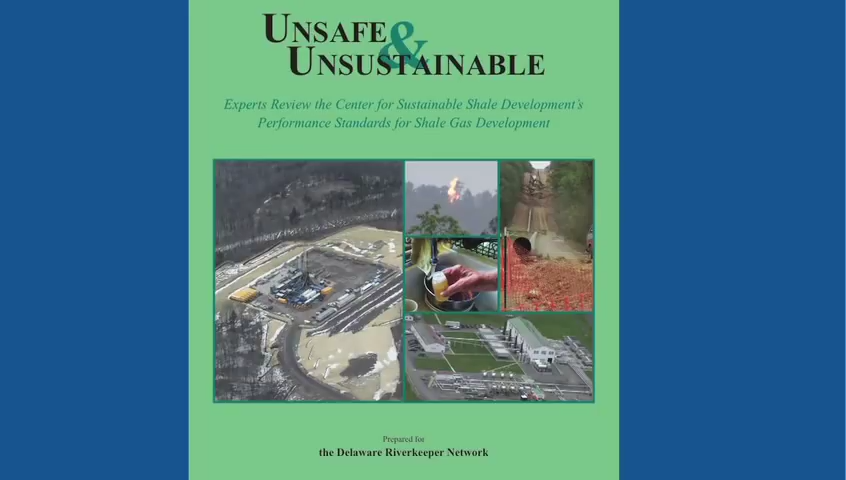 UNSAFE &
UNSUSTAINABLE
Experts Review the Center for Sustainable Shale Development's
Performance Standards for Shale Gas Development
Prepared for
the Delaware Riverkeeper Network